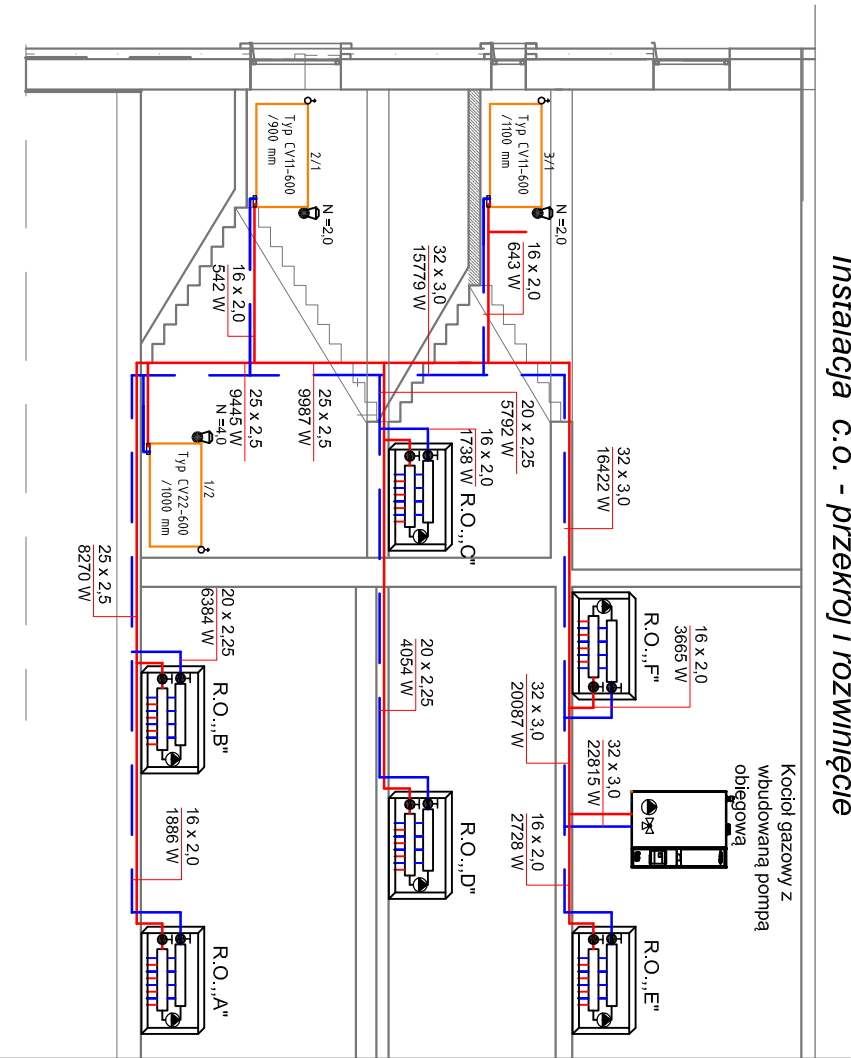 Instalacja c.o. - przekrój i rozwinięcie
Kocioł gazowy z
wbudowaną pompą
obiegową
3/1
Typ CV11-600
/1100 mm
N =2,0
16 x 2,0
643 W
32 x 3,0
16422 W
R.O.,,F"
16 x 2,0
3665 W
32 x 3,0
20087 W
32 x 3,0
22815 W
16 x 2,0
2728 W
R.O.,,E"
2/1
Typ CV11-600
/900 mm
N =2,0
32 x 3,0
15779 W
16 x 2,0
542 W
20 x 2,25
5792 W
16 x 2,0
1738 W
R.O.,,C"
25 x 2,5
9987 W
25 x 2,5
9445 W
20 x 2,25
4054 W
R.O.,,D"
N =4,0
1/2
Typ CV22-600
/1000 mm
25 x 2,5
8270 W
20 x 2,25
6384 W
R.O.,,B"
16 x 2,0
1886 W
R.O.,,A"